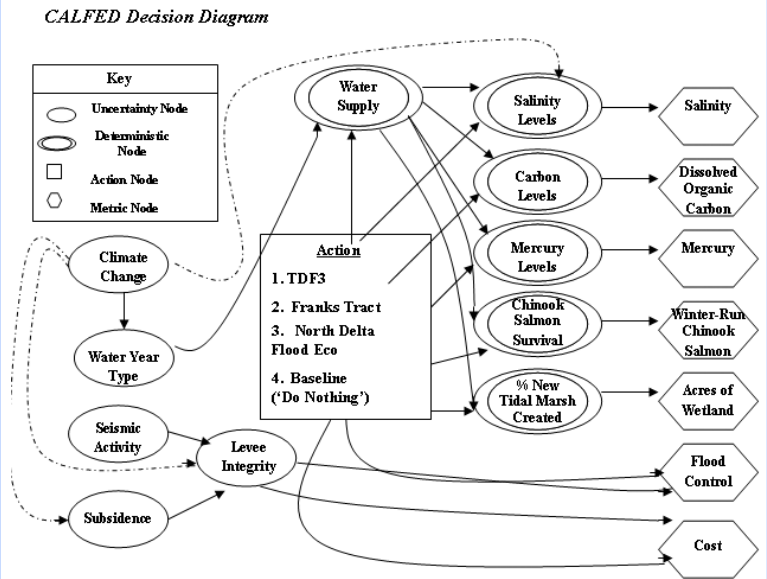 CALFED Decision Diagram
Key
Uncertainty Node
Deterministic
Node
Action Node
Metric Node
Water
Supply
Salinity
Levels
Salinity
Carbon
Levels
Dissolved
Organic
Carbon
Climate
Change
Action
1. TDF3
2. Franks Tract
3. North Delta
Flood Eco
4. Baseline
(‘Do Nothing’)
Mercury
Levels
Mercury
Chinook
Salmon
Survival
Winter-Run
Chinook
Salmon
Water Year
Type
% New
Tidal Marsh
Created
Acres of
Wetland
Seismic
Activity
Levee
Integrity
Flood
Control
Subsidence
Cost